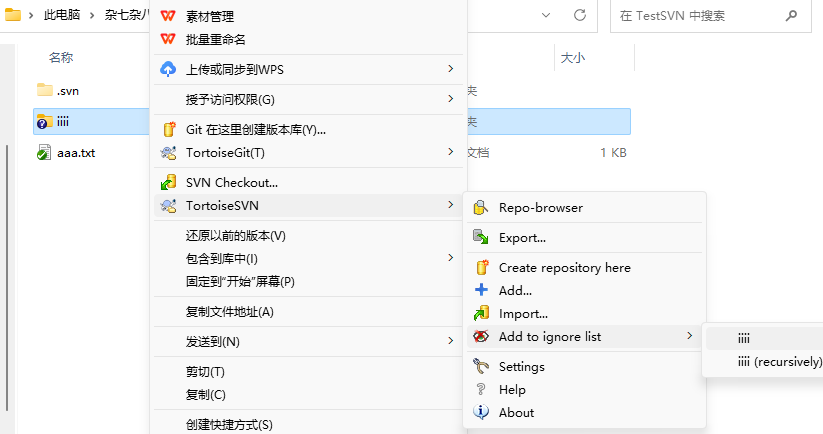 此电脑
杂七杂八
在 TestSVN 中搜索
名称
大小
.svn
夹
iiii
夹
aaa.txt
文档
1 KB
素材管理
批量重命名
上传或同步到WPS
授予访问权限(G)
Git 在这里创建版本库(Y)...
TortoiseGit(T)
SVN Checkout...
TortoiseSVN
还原以前的版本(V)
包含到库中(I)
固定到"开始"屏幕(P)
复制文件地址(A)
发送到(N)
剪切(T)
复制(C)
创建快捷方式(S)
Repo-browser
Export...
Create repository here
Add...
Import...
Add to ignore list
Settings
Help
About
iiii
iiii (recursively)